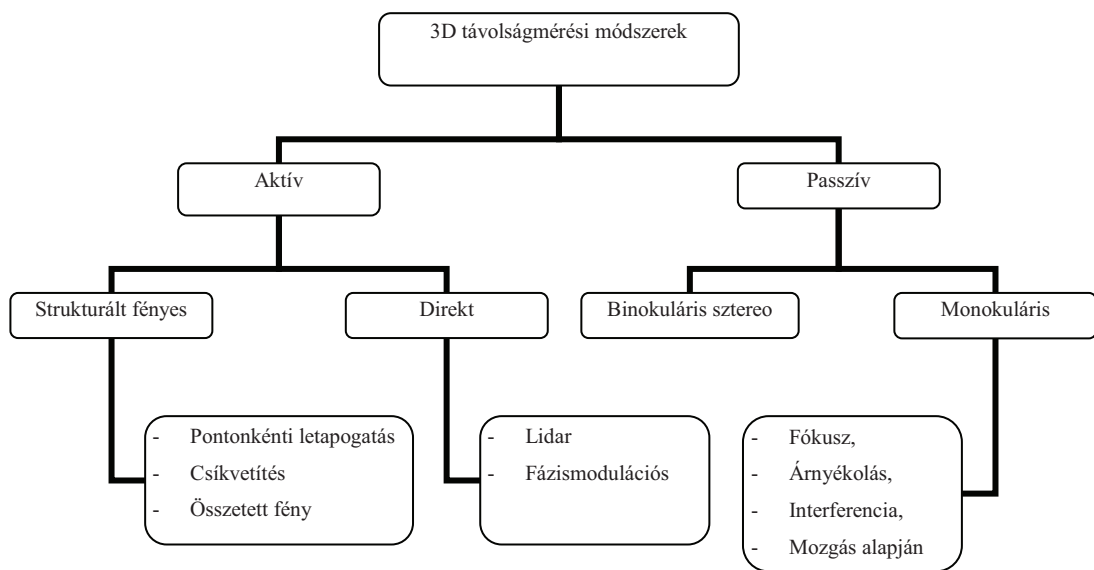 3D távolságmérési módszerek
Aktív
Passzív
Strukturált fényes
Direkt
Binokuláris sztereo
Monokuláris
- Pontonkénti letapogatás
- Csíkvetítés
- Összetett fény
- Lidar
- Fázismodulációs
- Fókusz,
- Árnyékolás,
- Interferencia,
- Mozgás alapján